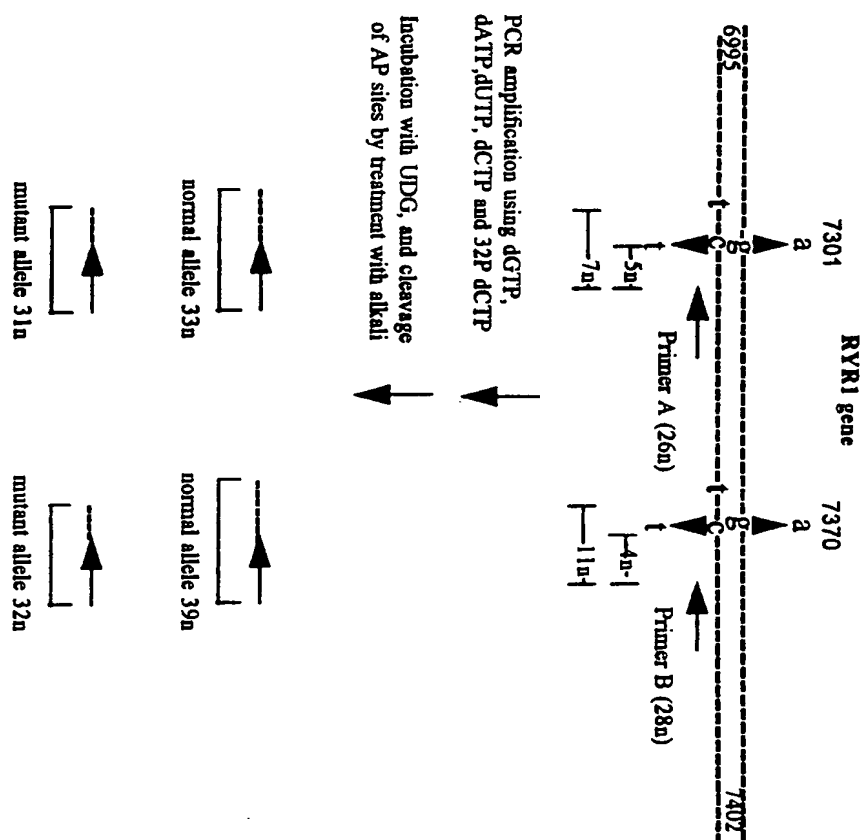 RYR1 gene
7301
7370
a
a
6995
g
g
7402
t
c
t
c
t
t
5n
4n
7n
11n
Primer A (26n)
Primer B (28n)
PCR amplification using dGTP,
dATP,dUTP, dCTP and 32P dCTP
Incubation with UDG, and cleavage
of AP sites by treatment with alkali
normal allele 33n
normal allele 39n
mutant allele 31n
mutant allele 32n